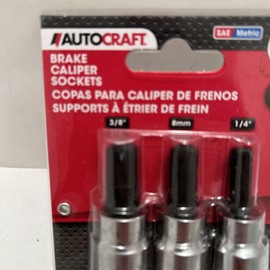 AUTOCRAFT.
SAE Metric
BRAKE
CALIPER
SOCKETS
COPAS PARA CALIPER DE FRENOS
SUPPORTS À ÉTRIER DE FREIN
3/8" 8mm 1/4"